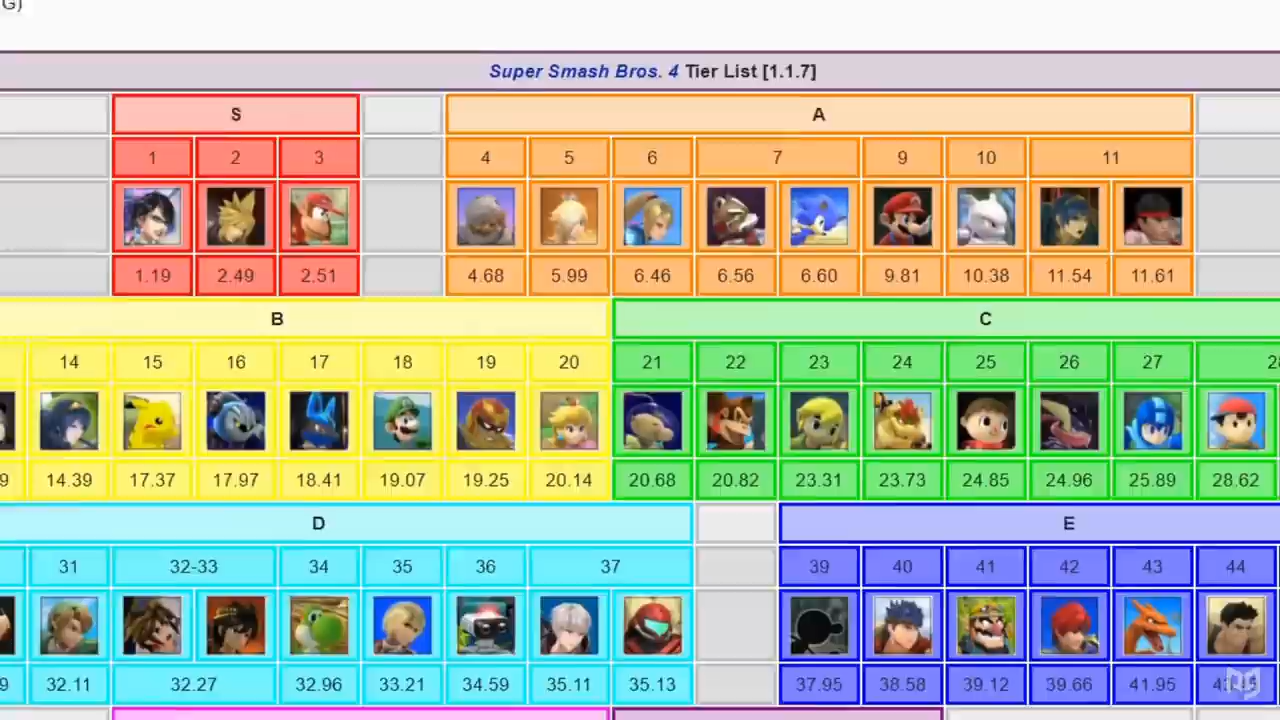 G)
Super Smash Bros. 4 Tier List [1.1.7]
S A
1 2 3 4 5 6 7 9 10 11
1.19 2.49 2.51 4.68 5.99 6.46 6.56 6.60 9.81 10.38 11.54 11.61
B C
14 15 16 17 18 19 20 21 22 23 24 25 26 27
9 14.39 17.37 17.97 18.41 19.07 19.25 20.14 20.68 20.82 23.31 23.73 24.85 24.96 25.89 28.62
D E
31 32-33 34 35 36 37 39 40 41 42 43 44
9 32.11 32.27 32.96 33.21 34.59 35.11 35.13 37.95 38.58 39.12 39.66 41.95